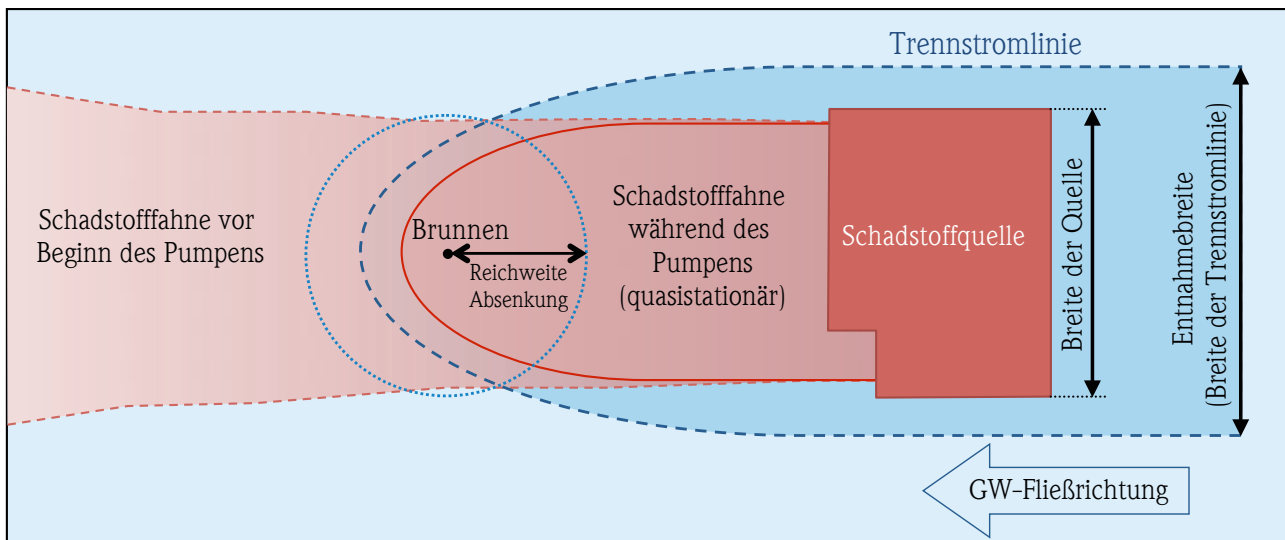 Trennstromlinie
Schadstofffahne vor
Beginn des Pumpens
Brunnen
Reichweite
Absenkung
Schadstofffahne
während des
Pumpens
(quasistationär)
Schadstoffquelle
Breite der Quelle
Entnahmebreite
(Breite der Trennstromlinie)
GW-Fließrichtung